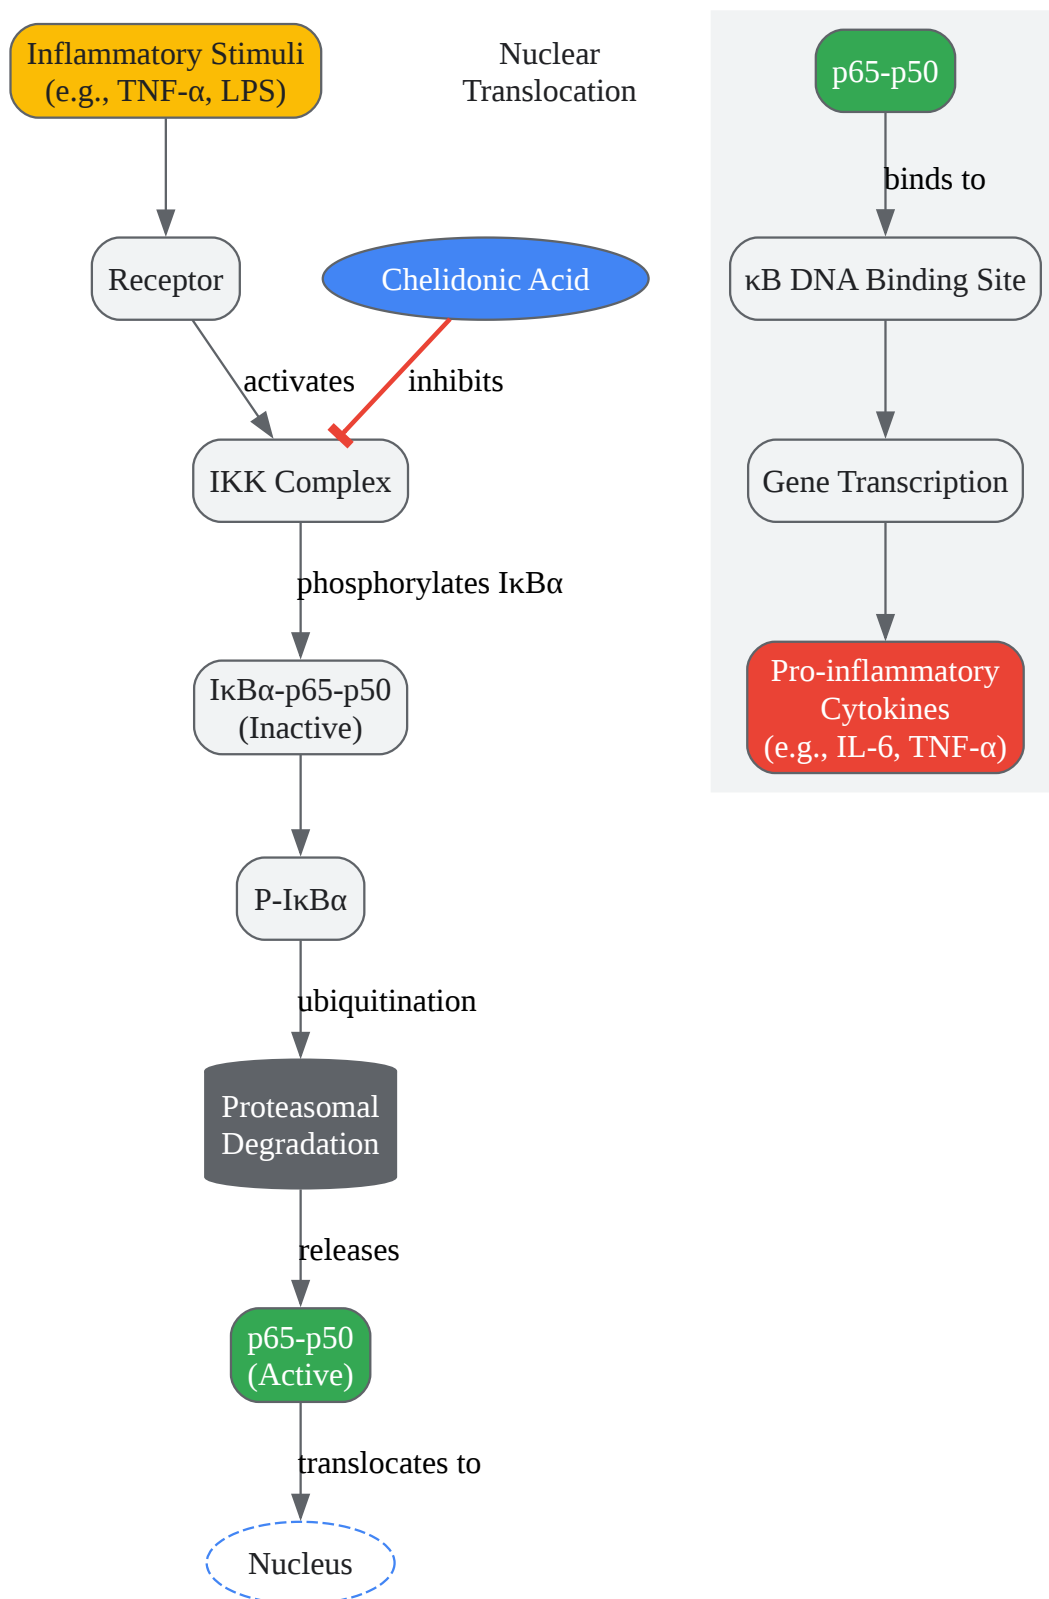 Inflammatory Stimuli
(e.g., TNF-α, LPS)
Nuclear
Translocation
Receptor
Chelidonic Acid
activates
inhibits
IKK Complex
phosphorylates IκBα
IκBα-p65-p50
(Inactive)
P-IκBα
ubiquitination
Proteasomal
Degradation
releases
p65-p50
(Active)
translocates to
Nucleus
p65-p50
binds to
κB DNA Binding Site
Gene Transcription
Pro-inflammatory
Cytokines
(e.g., IL-6, TNF-α)